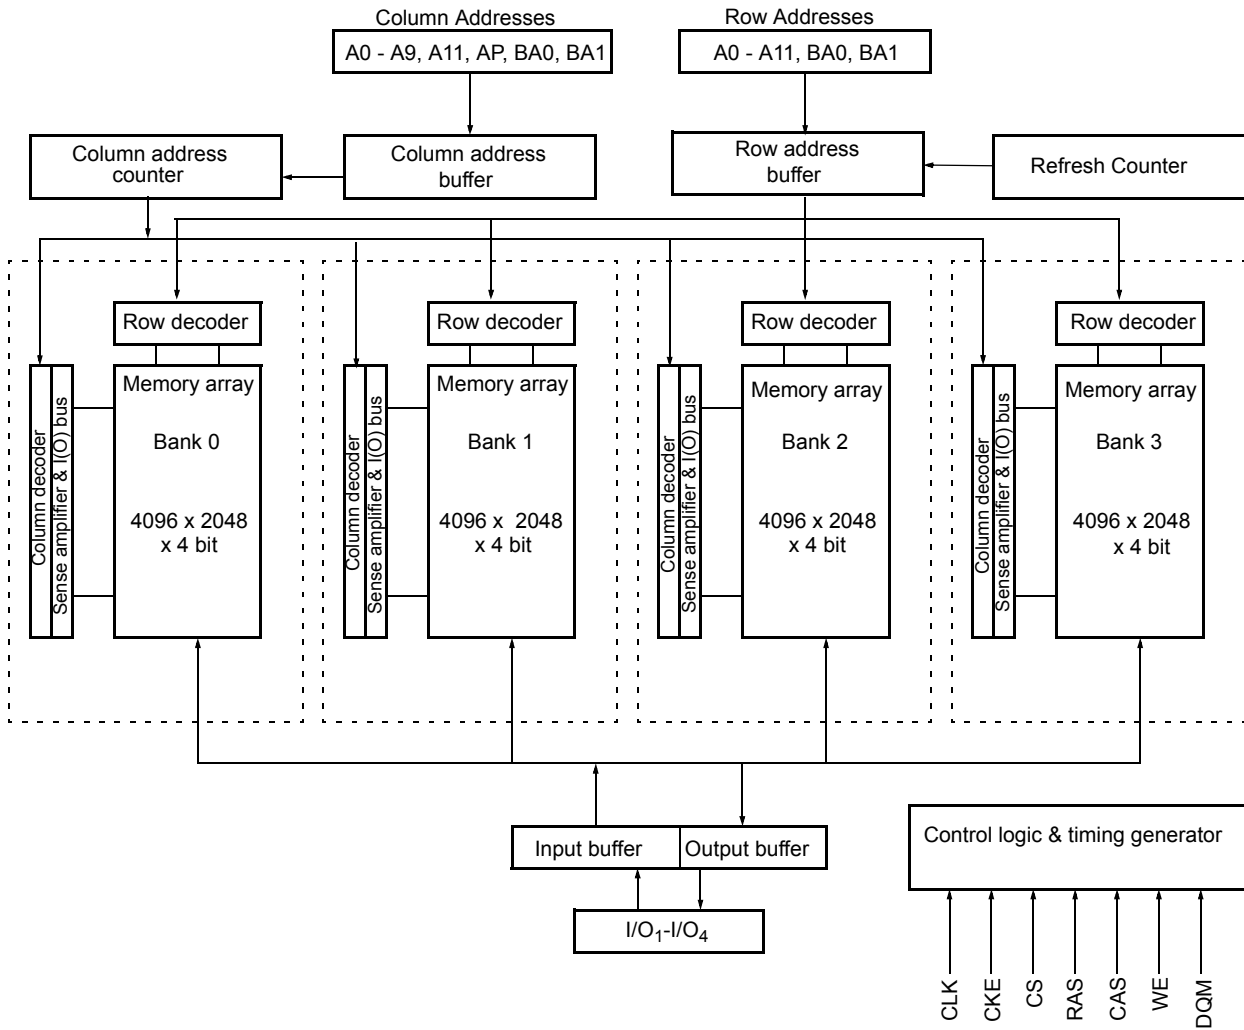 Column Addresses
A0 - A9, A11, AP, BA0, BA1
Row Addresses
A0 - A11, BA0, BA1
Column address
counter
Column address
buffer
Row address
buffer
Refresh Counter
Row decoder
Row decoder
Row decoder
Row decoder
Column decoder
Sense amplifier & I(O) bus
Memory array
Bank 0
4096 x 2048
x 4 bit
Column decoder
Sense amplifier & I(O) bus
Memory array
Bank 1
4096 x 2048
x 4 bit
Column decoder
Sense amplifier & I(O) bus
Memory array
Bank 2
4096 x 2048
x 4 bit
Column decoder
Sense amplifier & I(O) bus
Memory array
Bank 3
4096 x 2048
x 4 bit
Input buffer
Output buffer
I/O₁-I/O₄
Control logic & timing generator
CLK
CKE
CS
RAS
CAS
WE
DQM